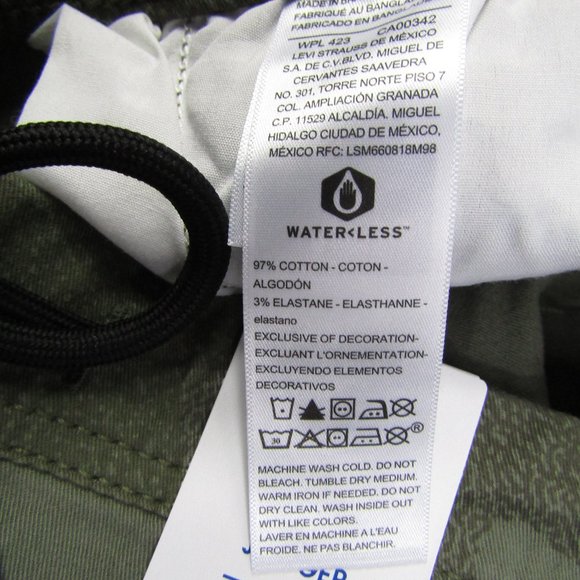 FABRIQUÉ AU BANGLADESH
FABRICADO EN BANGLADESH
WPL 423 CA00342
LEVI STRAUSS DE MÉXICO
S.A. DE C.V.BLVD. MIGUEL DE
CERVANTES SAAVEDRA
NO. 301, TORRE NORTE PISO 7
COL. AMPLIACIÓN GRANADA
C.P. 11529 ALCALDÍA. MIGUEL
HIDALGO CIUDAD DE MÉXICO,
MÉXICO RFC: LSM660818M98
WATER<LESS™
97% COTTON - COTON -
ALGODÓN
3% ELASTANE - ELASTHANNE -
elastano
EXCLUSIVE OF DECORATION-
EXCLUANT L'ORNEMENTATION-
EXCLUYENDO ELEMENTOS
DECORATIVOS
30 ®
MACHINE WASH COLD. DO NOT
BLEACH. TUMBLE DRY MEDIUM.
WARM IRON IF NEEDED. DO NOT
DRY CLEAN. WASH INSIDE OUT
WITH LIKE COLORS.
LAVER EN MACHINE A L'EAU
FROIDE. NE PAS BLANCHIR.